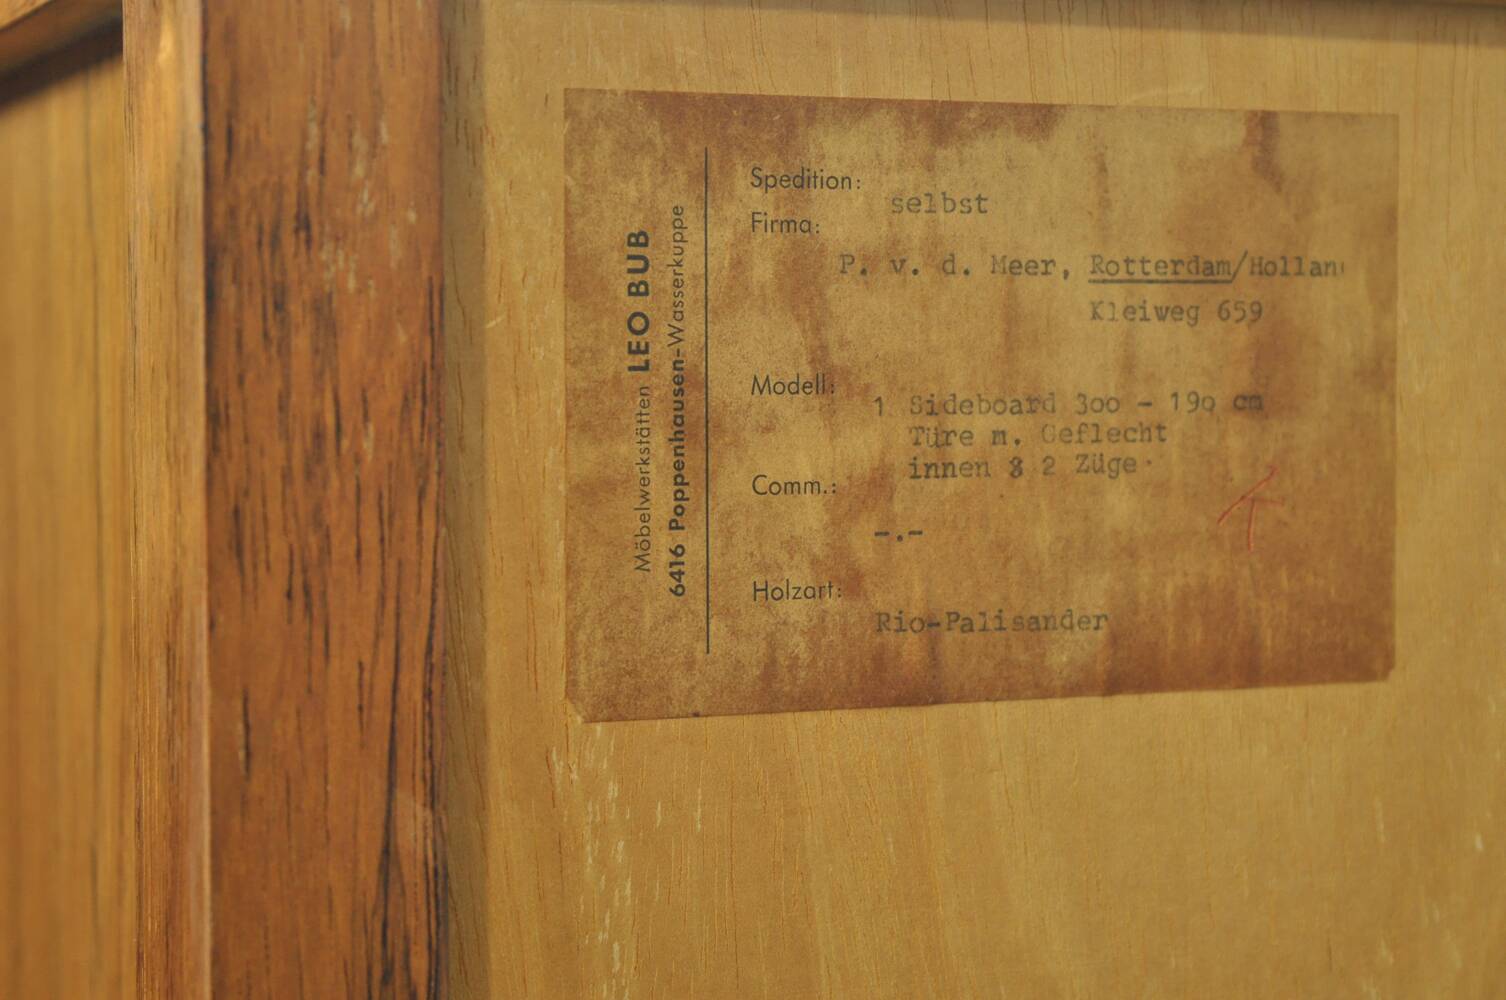 Möbelwerkstätten LEO BUB
6416 Poppenhausen-Wasserkuppe
Spedition:
selbst
Firma:
P. v. d. Meer, Rotterdam/Hollan
Kleiweg 659
Modell:
1 Sideboard 300 - 190 cm
Türe m. Geflecht
innen 8 2 Züge
Comm.:
-.-
Holzart:
Rio-Palisander